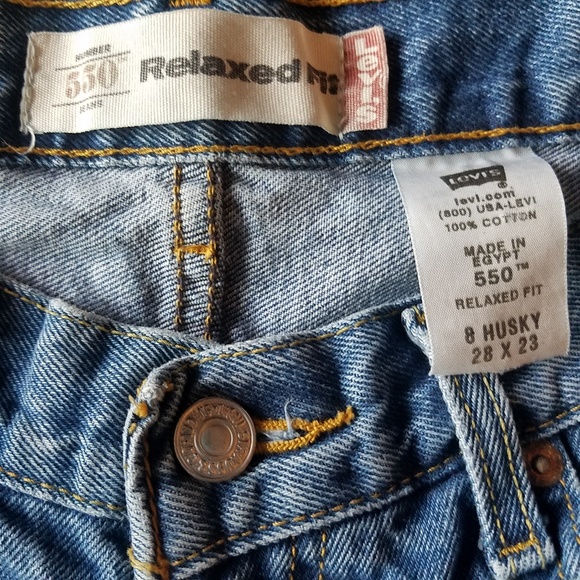 NUMBER
550™
JEANS
Relaxed Fit
LEVI'S
LEVI'S
levi.com
(800) USA-LEVI
100% COTTON
MADE IN
EGYPT
550™
RELAXED FIT
8 HUSKY
28 X 23